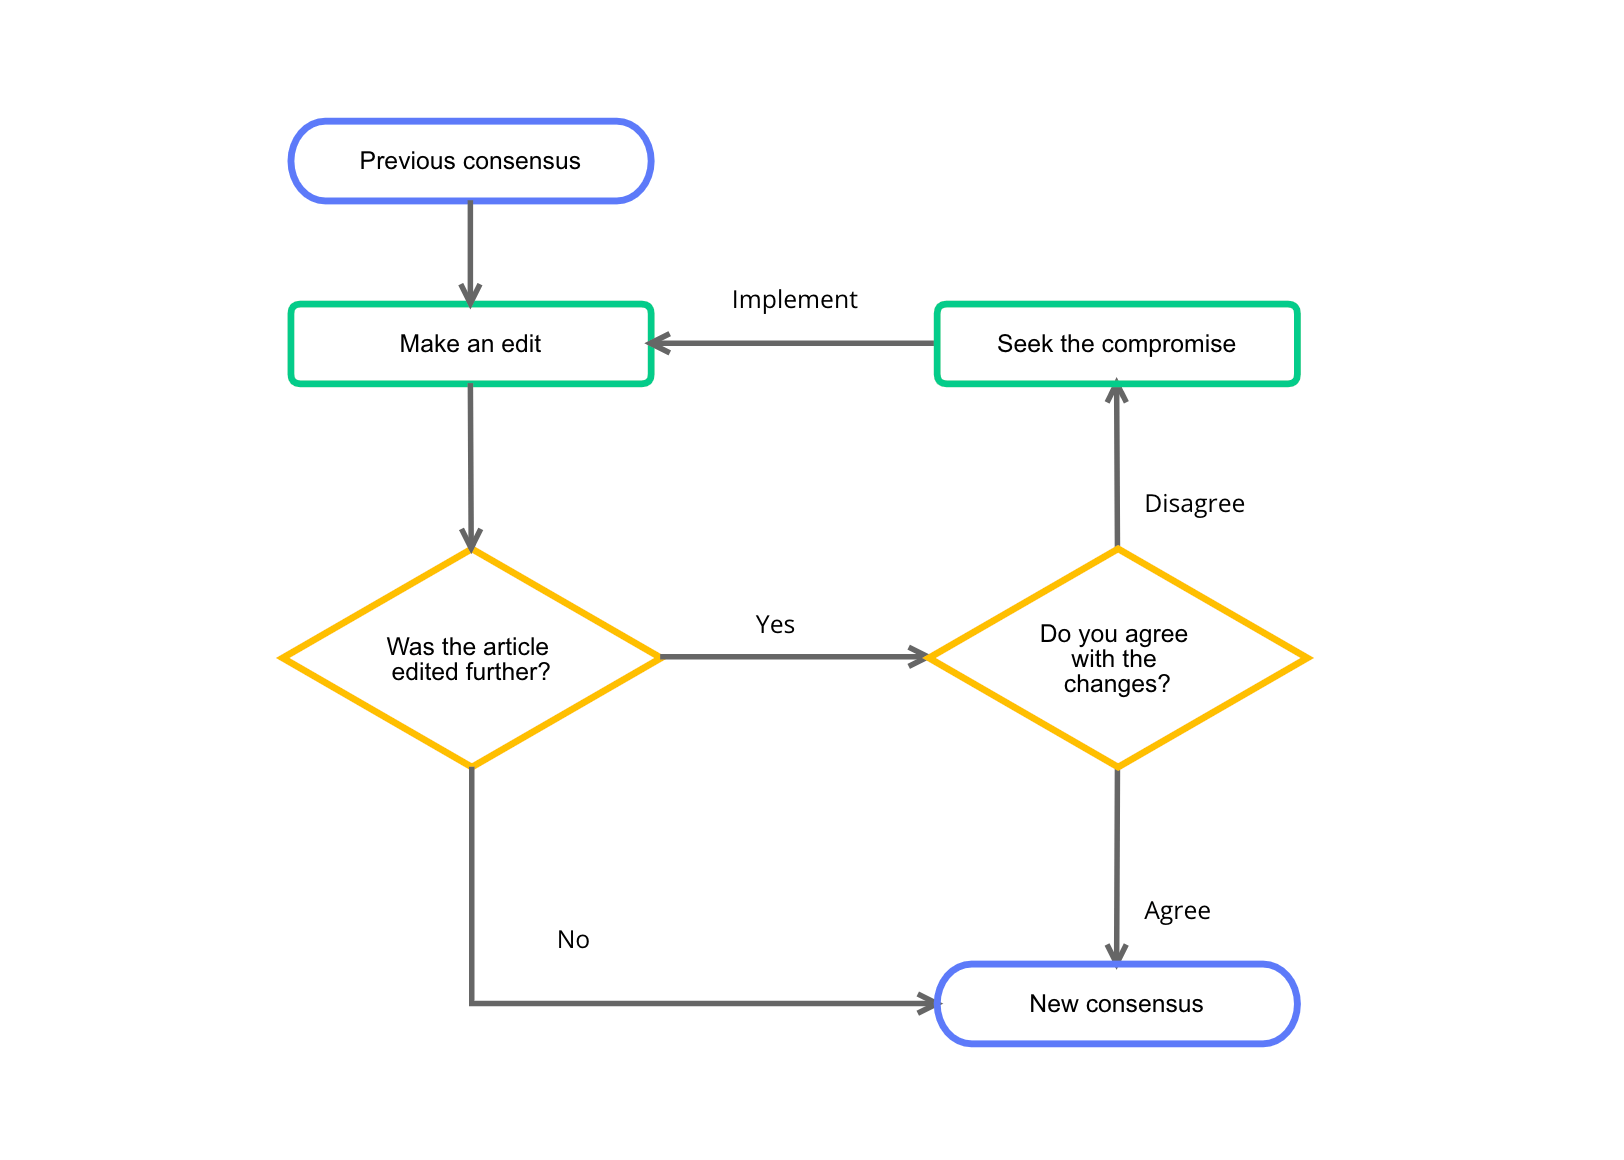 Previous consensus
Implement
Make an edit
Seek the compromise
Disagree
Yes
Was the article
edited further?
Do you agree
with the
changes?
Agree
No
New consensus